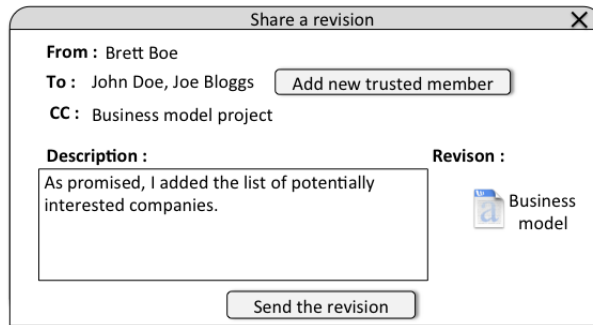 Share a revision
From : Brett Boe
To : John Doe, Joe Bloggs Add new trusted member
CC : Business model project
Description : Revison :
As promised, I added the list of potentially
interested companies.
Business
model
Send the revision